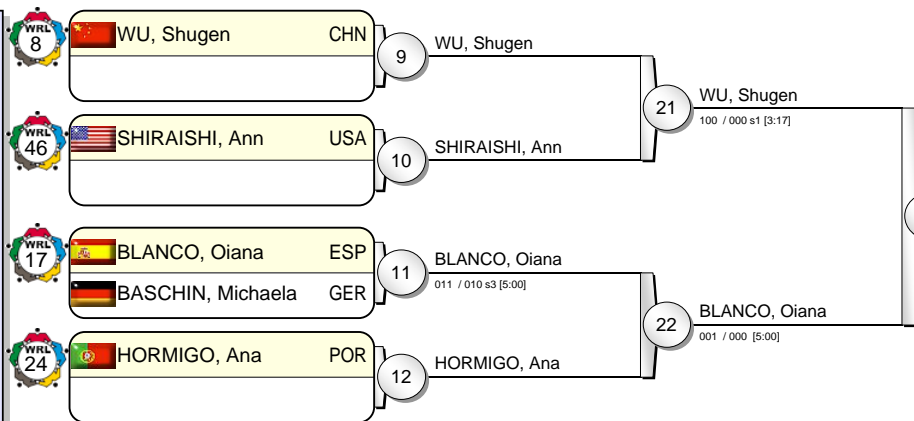 WRL
8
WU, Shugen CHN
9
WU, Shugen
21
WU, Shugen
100 / 000 s1 [3:17]
WRL
46
SHIRAISHI, Ann USA
10
SHIRAISHI, Ann
WRL
17
BLANCO, Oiana ESP
BASCHIN, Michaela GER
11
BLANCO, Oiana
011 / 010 s3 [5:00]
22
BLANCO, Oiana
001 / 000 [5:00]
WRL
24
HORMIGO, Ana POR
12
HORMIGO, Ana